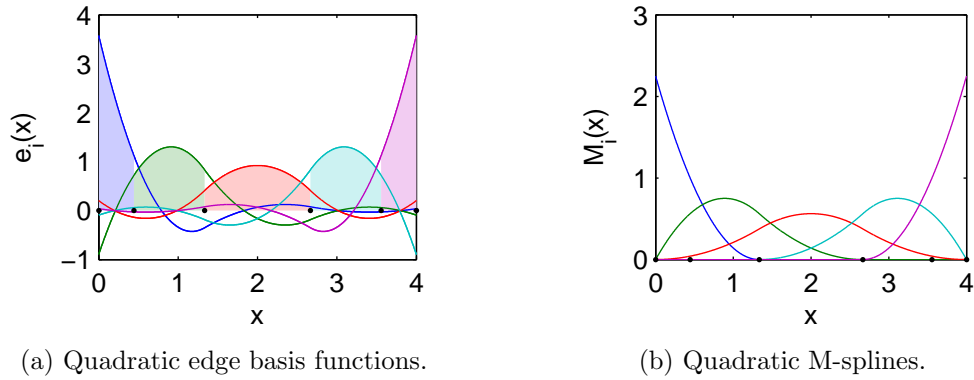 4
3
2
1
0
−1
e_i(x)
0 1 2 3 4
x
(a) Quadratic edge basis functions.
3
2
1
0
M_i(x)
0 1 2 3 4
x
(b) Quadratic M-splines.